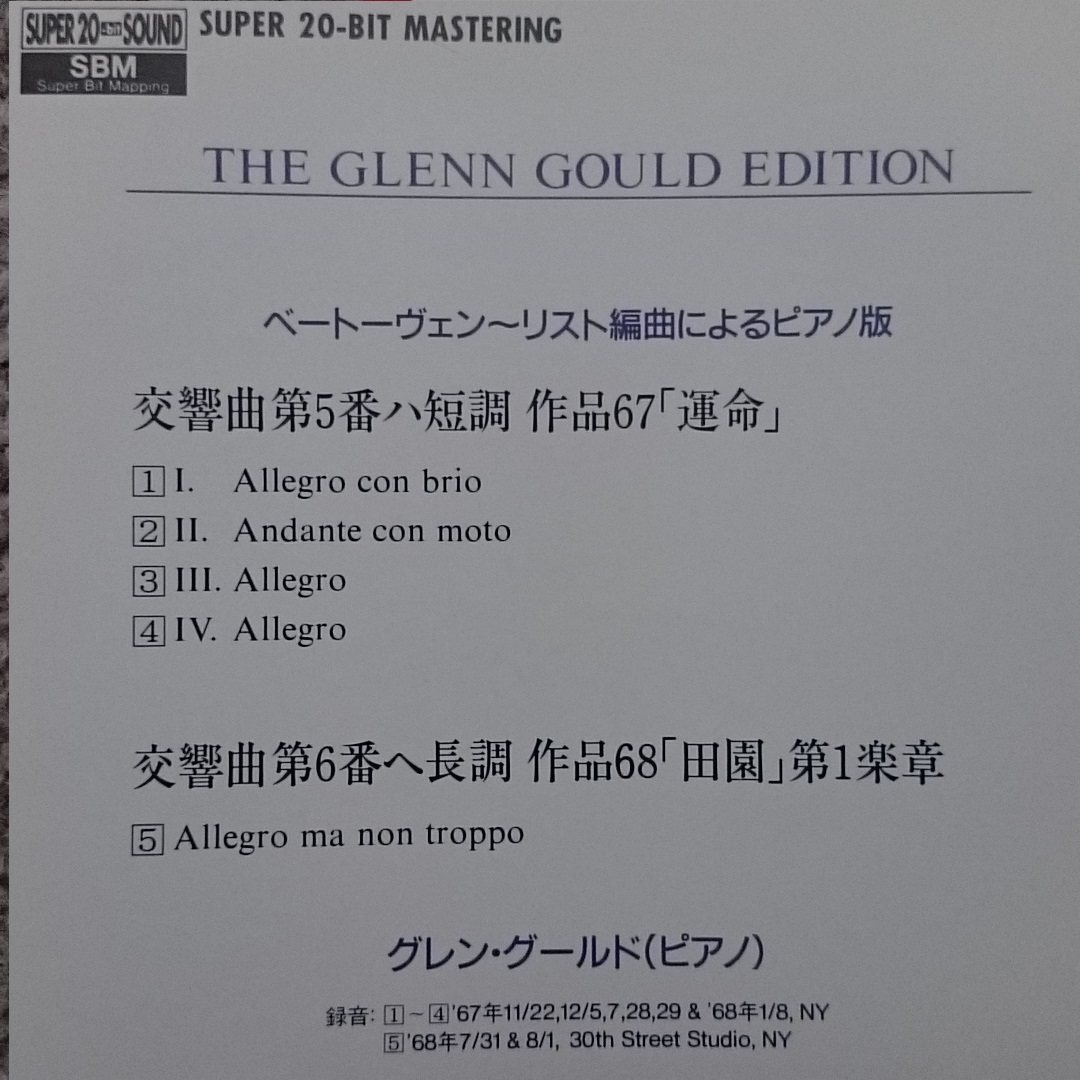 SUPER 20 bit SOUND
SBM
Super Bit Mapping
SUPER 20-BIT MASTERING
THE GLENN GOULD EDITION
ベートーヴェン～リスト編曲によるピアノ版
交響曲第5番ハ短調 作品67「運命」
1 I. Allegro con brio
2 II. Andante con moto
3 III. Allegro
4 IV. Allegro
交響曲第6番ヘ長調 作品68「田園」第1楽章
5 Allegro ma non troppo
グレン・グールド(ピアノ)
録音: 1~4 '67年11/22,12/5,7,28,29 & '68年1/8, NY
5 '68年7/31 & 8/1, 30th Street Studio, NY